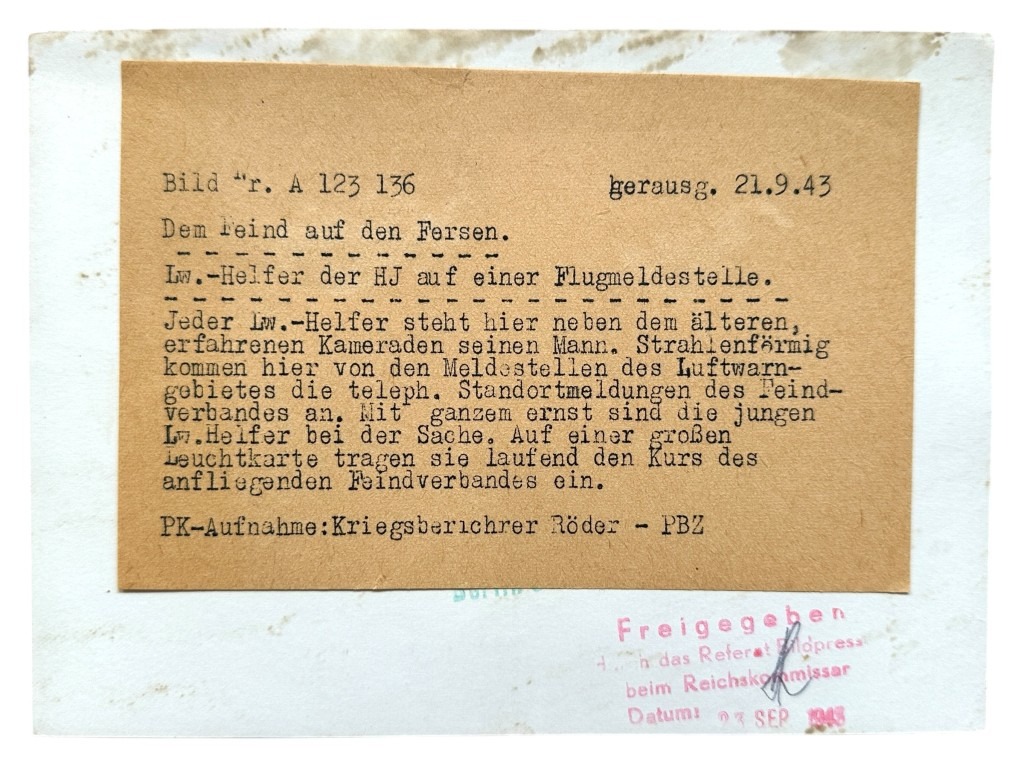 Bild Nr. A 123 136 herausg. 21.9.43
Dem Feind auf den Fersen.
Lw.-Helfer der HJ auf einer Flugmeldestelle.
Jeder Lw.-Helfer steht hier neben dem älteren,
erfahrenen Kameraden seinen Mann. Strahlenförmig
kommen hier von den Meldestellen des Luftwarn-
gebietes die teleph. Standortmeldungen des Feind-
verbandes an. Mit ganzem ernst sind die jungen
Lw.Helfer bei der Sache. Auf einer großen
Leuchtkarte tragen sie laufend den Kurs des
anfliegenden Feindverbandes ein.
PK-Aufnahme:Kriegsberichrer Röder - PBZ
Freigegeben
das Referat Bildpress
beim Reichskommissar
Datum: 23 SEP 1943